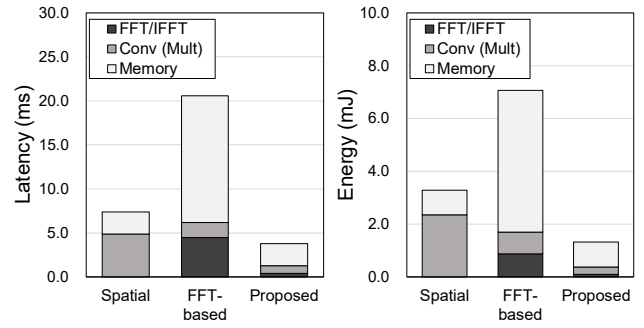 30.0
25.0
20.0
15.0
10.0
5.0
0.0
Latency (ms)
FFT/IFFT
Conv (Mult)
Memory
Spatial
FFT-
based
Proposed
10.0
8.0
6.0
4.0
2.0
0.0
Energy (mJ)
FFT/IFFT
Conv (Mult)
Memory
Spatial
FFT-
based
Proposed